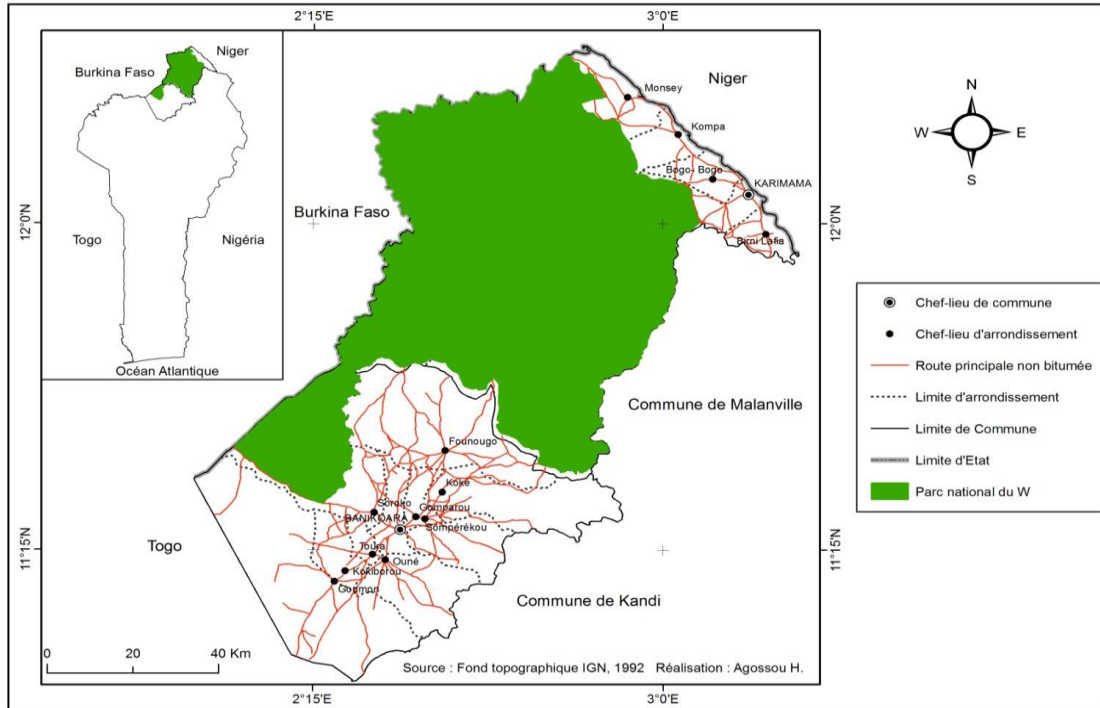 2°15'E
3°0'E
Niger
Burkina Faso
Togo
Nigéria
Océan Atlantique
Niger
Monsey
Kompa
Bogo- Bogo
KARIMAMA
Birni Lafia
Burkina Faso
12°0'N
12°0'N
Commune de Malanville
Founougo
Koké
Soroko
Gomparou
BANIKOARA
Sompérékou
Toura
Ouné
Kokiborou
Goumori
Togo
Commune de Kandi
11°15'N
11°15'N
0 20 40 Km
Source : Fond topographique IGN, 1992 Réalisation : Agossou H.
2°15'E
3°0'E
N
W E
S
Chef-lieu de commune
Chef-lieu d'arrondissement
Route principale non bitumée
Limite d'arrondissement
Limite de Commune
Limite d'Etat
Parc national du W